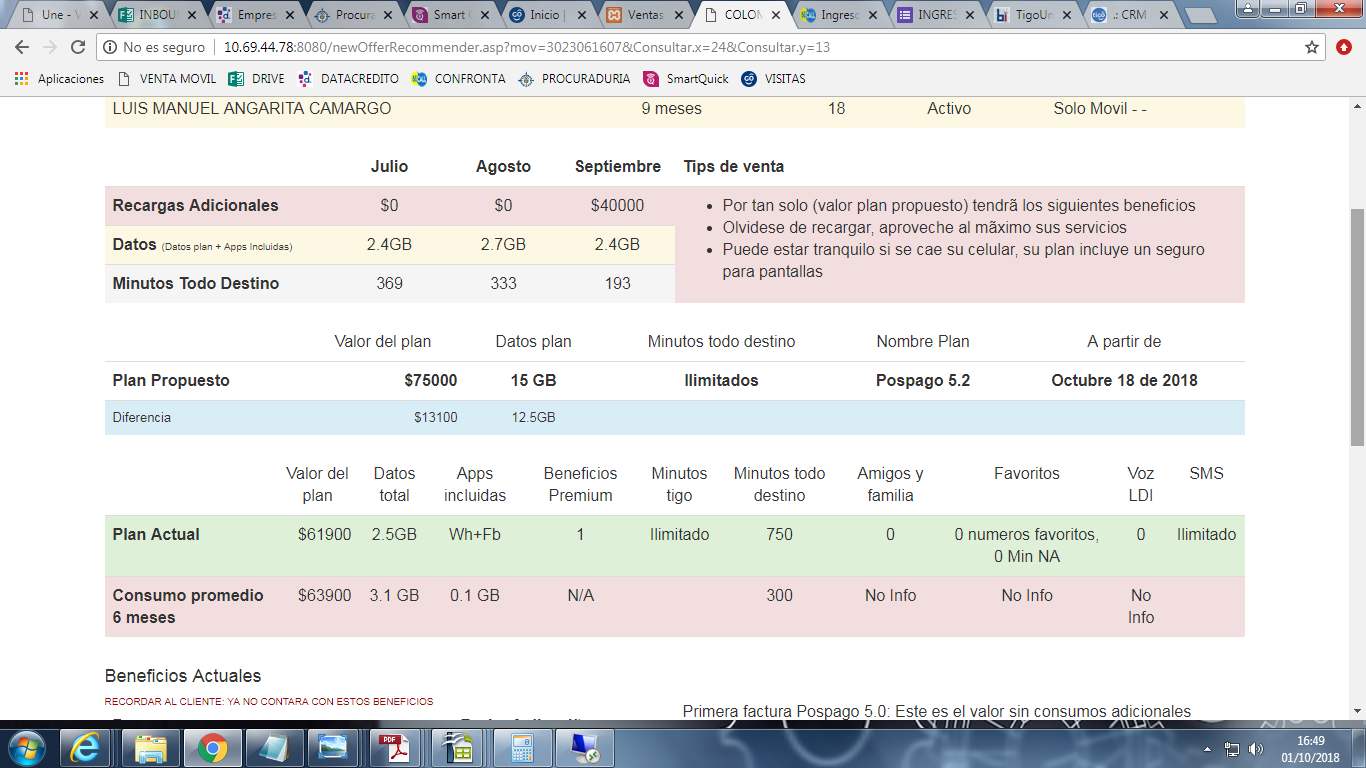 Une - V
INBOU
Empres
Procura
Smart
Inicio |
Ventas
COLOM
Ingreso
INGRES
TigoUn
.: CRM
No es seguro | 10.69.44.78:8080/newOfferRecommender.asp?mov=3023061607&Consultar.x=24&Consultar.y=13
Aplicaciones VENTA MOVIL DRIVE DATACREDITO CONFRONTA PROCURADURIA SmartQuick VISITAS
LUIS MANUEL ANGARITA CAMARGO 9 meses 18 Activo Solo Movil - -
Julio Agosto Septiembre Tips de venta
Recargas Adicionales $0 $0 $40000
Datos (Datos plan + Apps Incluidas) 2.4GB 2.7GB 2.4GB
Minutos Todo Destino 369 333 193
• Por tan solo (valor plan propuesto) tendrã los siguientes beneficios
• Olvidese de recargar, aproveche al mãximo sus servicios
• Puede estar tranquilo si se cae su celular, su plan incluye un seguro
para pantallas
Valor del plan Datos plan Minutos todo destino Nombre Plan A partir de
Plan Propuesto $75000 15 GB Ilimitados Pospago 5.2 Octubre 18 de 2018
Diferencia $13100 12.5GB
Valor del Datos Apps Beneficios Minutos Minutos todo Amigos y Favoritos Voz SMS
plan total incluidas Premium tigo destino familia LDI
Plan Actual $61900 2.5GB Wh+Fb 1 Ilimitado 750 0 0 numeros favoritos, 0 Ilimitado
0 Min NA
Consumo promedio $63900 3.1 GB 0.1 GB N/A 300 No Info No Info No
6 meses Info
Beneficios Actuales
RECORDAR AL CLIENTE: YA NO CONTARA CON ESTOS BENEFICIOS
Primera factura Pospago 5.0: Este es el valor sin consumos adicionales
PDF
16:49
01/10/2018